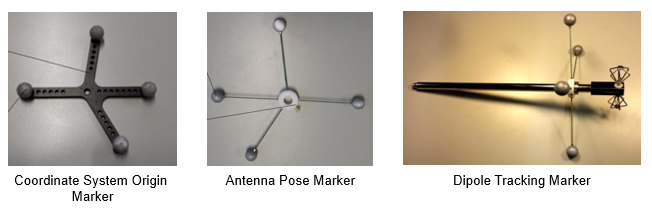 Coordinate System Origin
Marker
Antenna Pose Marker
Dipole Tracking Marker